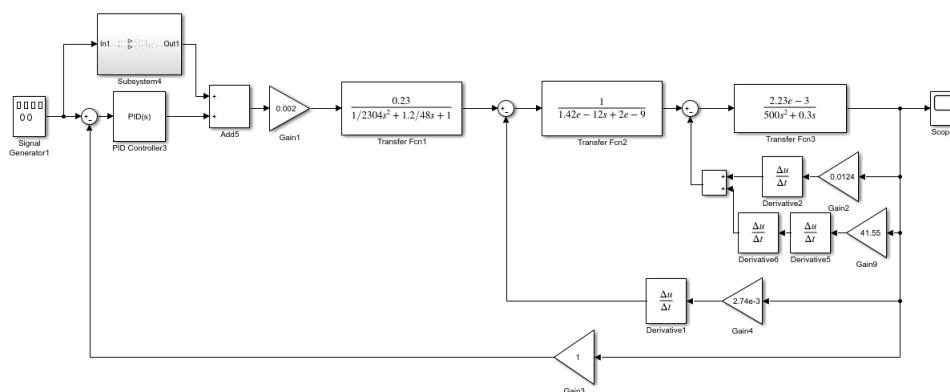 In1
Out1
Subsystem4
Signal
Generator1
+
-
PID(s)
PID Controller3
+
+
Add5
0.002
Gain1
0.23
1/2304s² + 1.2/48s + 1
Transfer Fcn1
+
-
1
1.42e − 12s + 2e − 9
Transfer Fcn2
+
-
2.23e − 3
500s² + 0.3s
Transfer Fcn3
Scop
+
+
Δu
Δt
Derivative2
0.0124
Gain2
Δu
Δt
Derivative6
Δu
Δt
Derivative5
41.55
Gain9
Δu
Δt
Derivative1
2.74e-3
Gain4
1
Gain3